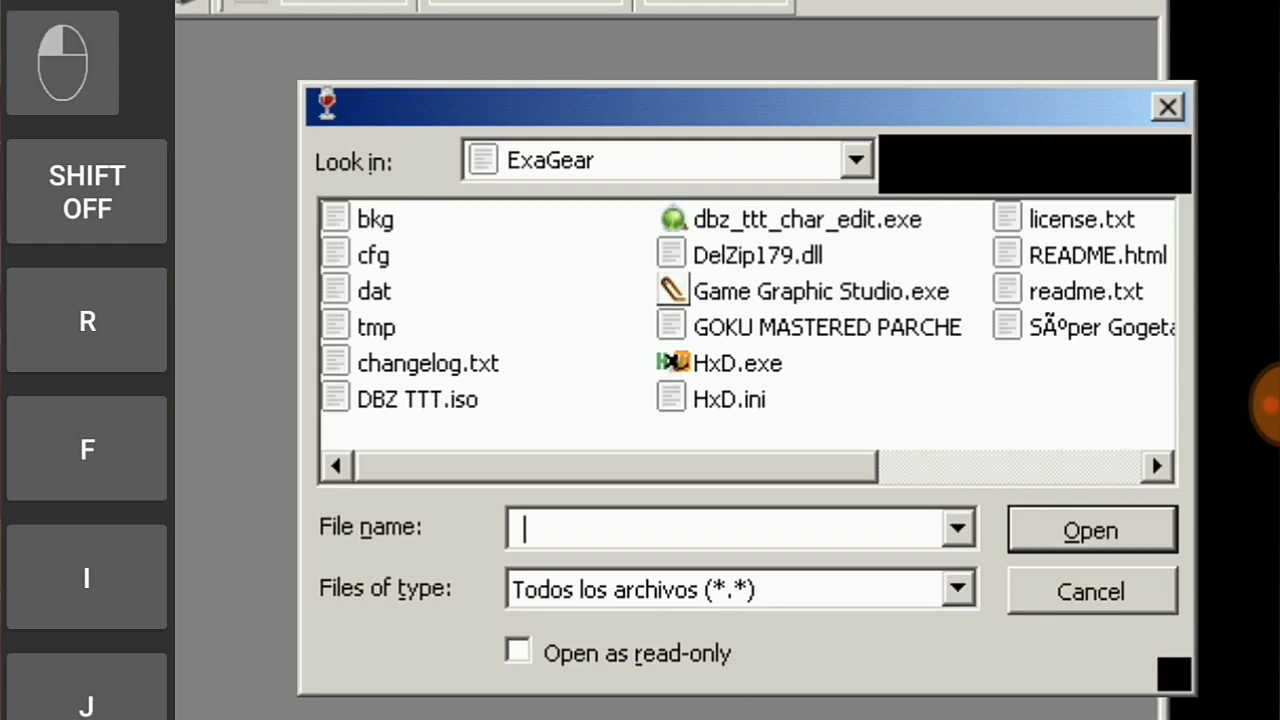 SHIFT
OFF
R
F
I
J
Look in:
ExaGear
bkg
cfg
dat
tmp
changelog.txt
DBZ TTT.iso
dbz_ttt_char_edit.exe
DelZip179.dll
Game Graphic Studio.exe
GOKU MASTERED PARCHE
HxD.exe
HxD.ini
license.txt
README.html
readme.txt
SÃºper Gogeta
File name:
Open
Files of type:
Todos los archivos (*.*)
Cancel
Open as read-only